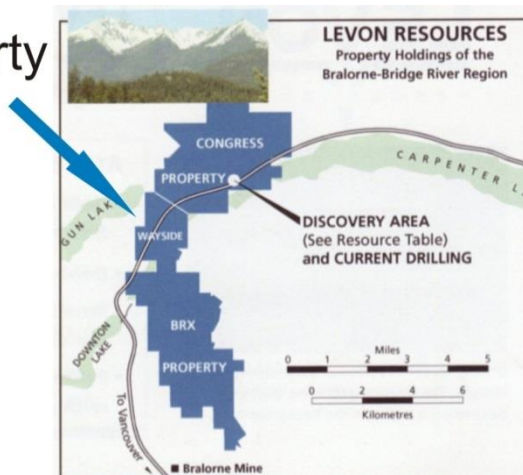 rty
LEVON RESOURCES
Property Holdings of the
Bralorne-Bridge River Region
CONGRESS
PROPERTY
CARPENTER L
GUN LAK
WAYSIDE
DISCOVERY AREA
(See Resource Table)
and CURRENT DRILLING
BRX
PROPERTY
DOWNTON
LAKE
Miles
0 1 2 3 4 5
0 2 4 6
Kilometres
To Vancouver
Bralorne Mine